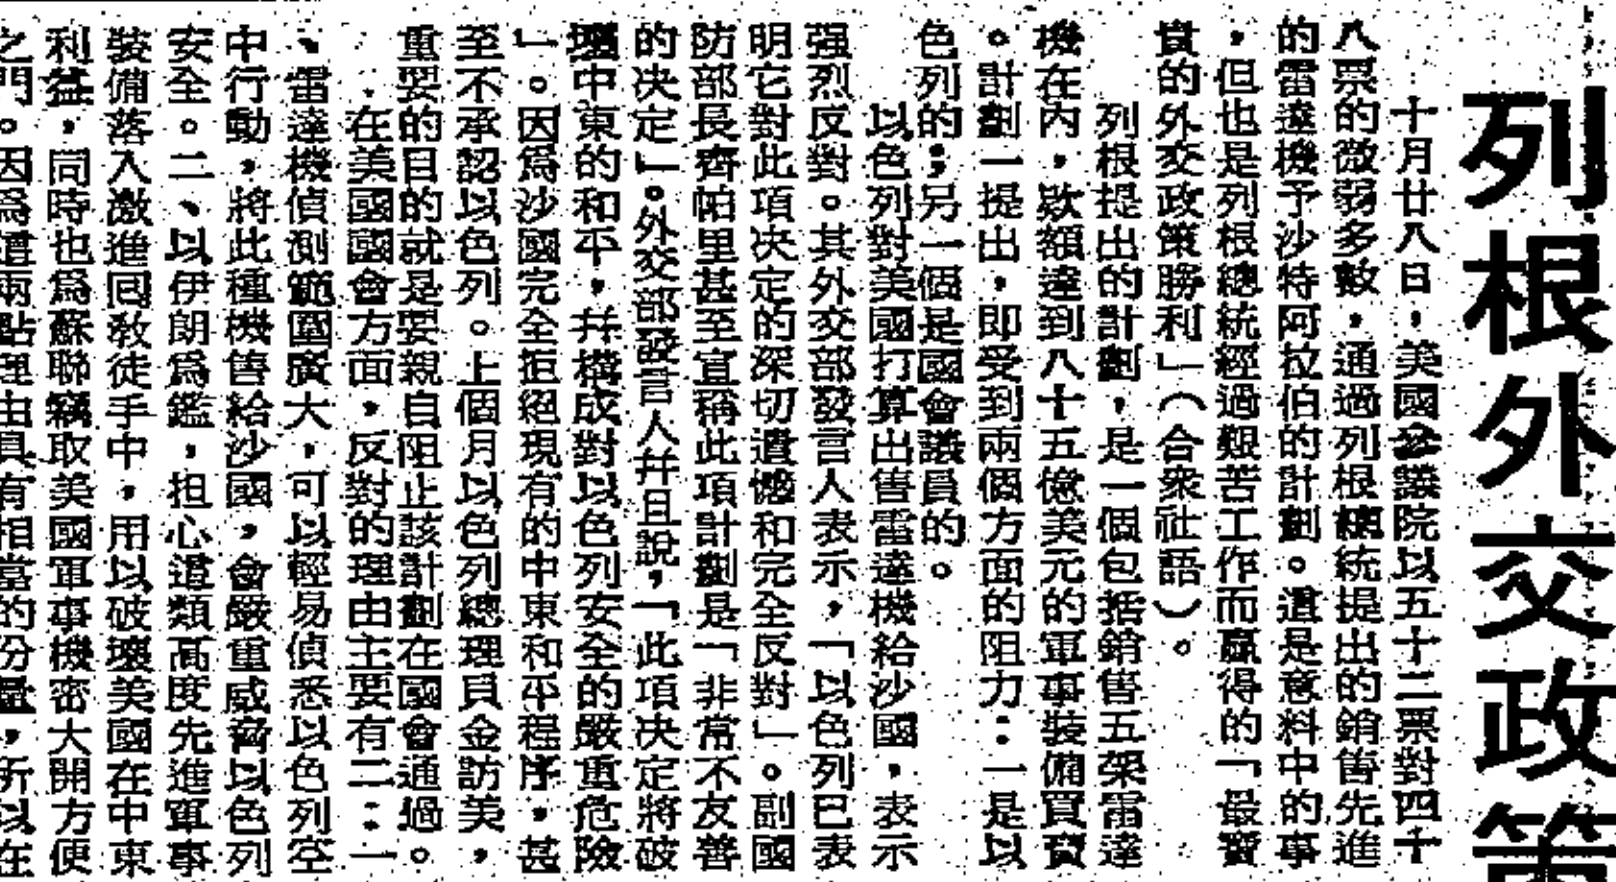 列根外交政策
十月廿八日，美國參議院以五十二票對四十
八票的微弱多數，通過列根總統提出的銷售先進
的雷達機予沙特阿拉伯的計劃。這是意料中的事
，但也是列根總統經過艱苦工作而贏得的「最寶
貴的外交政策勝利」（合衆社語）。
列根提出的計劃，是一個包括銷售五架雷達
機在內，欵額達到八十五億美元的軍事裝備買賣
。計劃一提出，即受到兩個方面的阻力：一是以
色列的；另一個是國會議員的。
以色列對美國打算出售雷達機給沙國，表示
强烈反對。其外交部發言人表示，「以色列已表
明它對此項决定的深切遺憾和完全反對」。副國
防部長齊帕里甚至宣稱此項計劃是「非常不友善
的决定」。外交部發言人幷且說，「此項决定將破
壞中東的和平，幷構成對以色列安全的嚴重危險
」。因爲沙國完全拒絕現有的中東和平程序，甚
至不承認以色列。上個月以色列總理貝金訪美，
重要的目的就是要親自阻止該計劃在國會通過。
在美國國會方面，反對的理由主要有二：一
、雷達機偵測範圍廣大，可以輕易偵悉以色列空
中行動，將此種機售給沙國，會嚴重威脅以色列
安全。二、以伊朗爲鑑，担心這類高度先進軍事
裝備落入激進回敎徒手中，用以破壞美國在中東
利益，同時也爲蘇聯竊取美國軍事機密大開方便
之門。因爲這兩點理由具有相當的份量，所以在